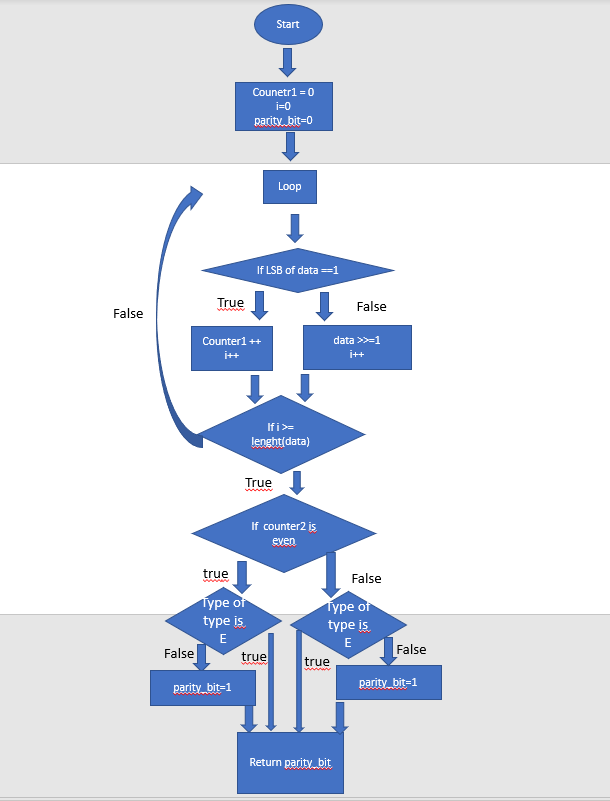 Start
Counetr1 = 0
i=0
parity_bit=0
Loop
If LSB of data ==1
True
False
False
Counter1 ++
i++
data >>=1
i++
If i >=
lenght(data)
True
If counter2 is
even
true
False
Type of
type is
E
Type of
type is
E
False
true
true
False
parity_bit=1
parity_bit=1
Return parity_bit